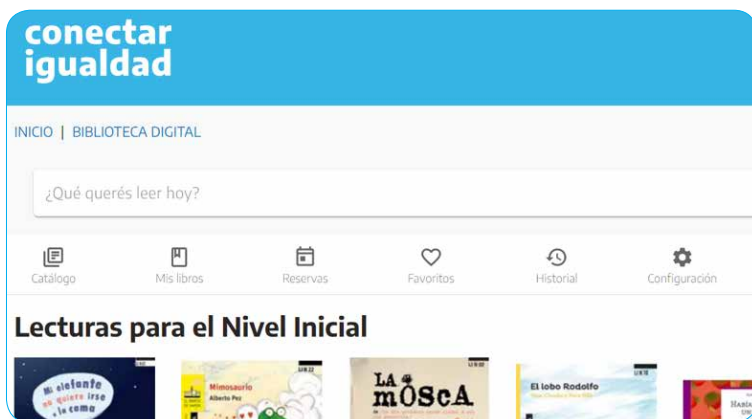 conectar
igualdad
INICIO | BIBLIOTECA DIGITAL
¿Qué querés leer hoy?
Catálogo Mis libros Reservas Favoritos Historial Configuración
Lecturas para el Nivel Inicial
Mi elefante
no quiere irse
a la cama
Mimosaurio
Alberto Pez
LA
mOScA
El lobo Rodolfo